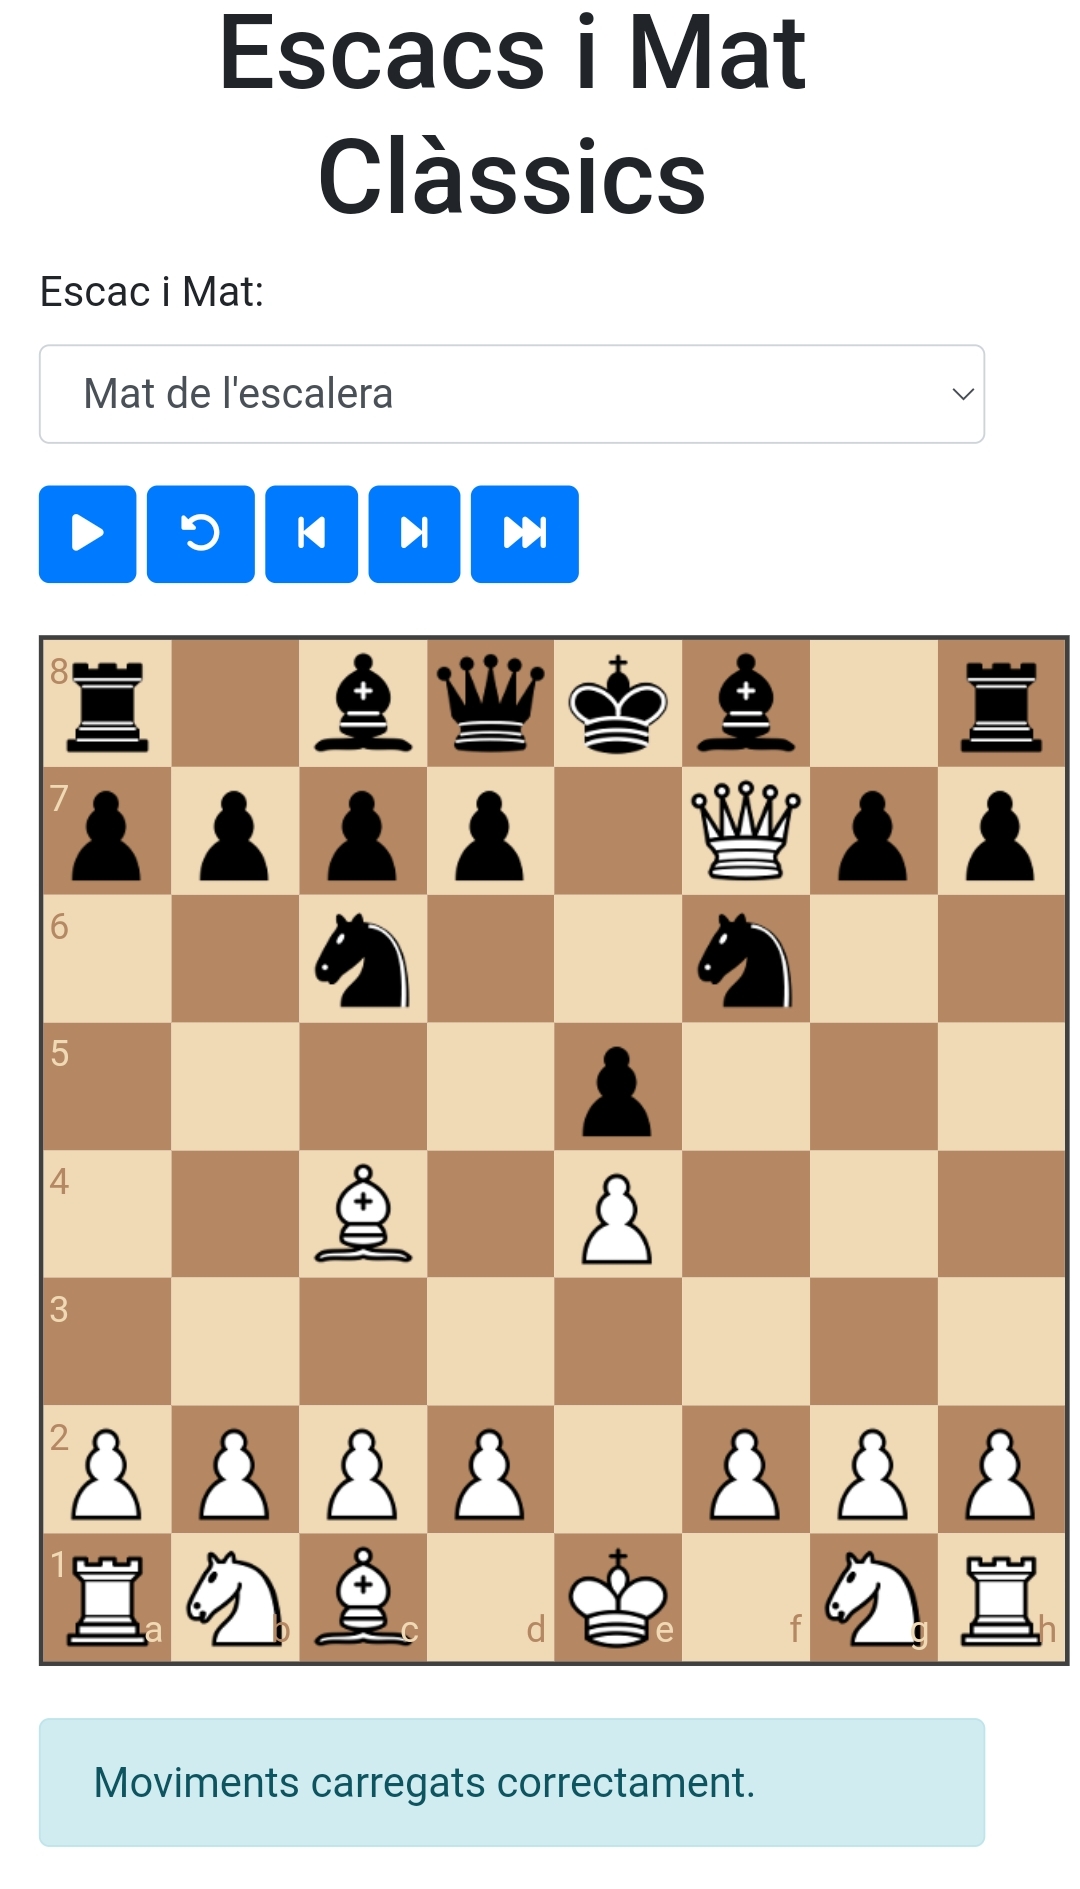 Escacs i Mat
Clàssics
Escac i Mat:
Mat de l'escalera
8
7
6
5
4
3
2
1
a b c d e f g h
Moviments carregats correctament.